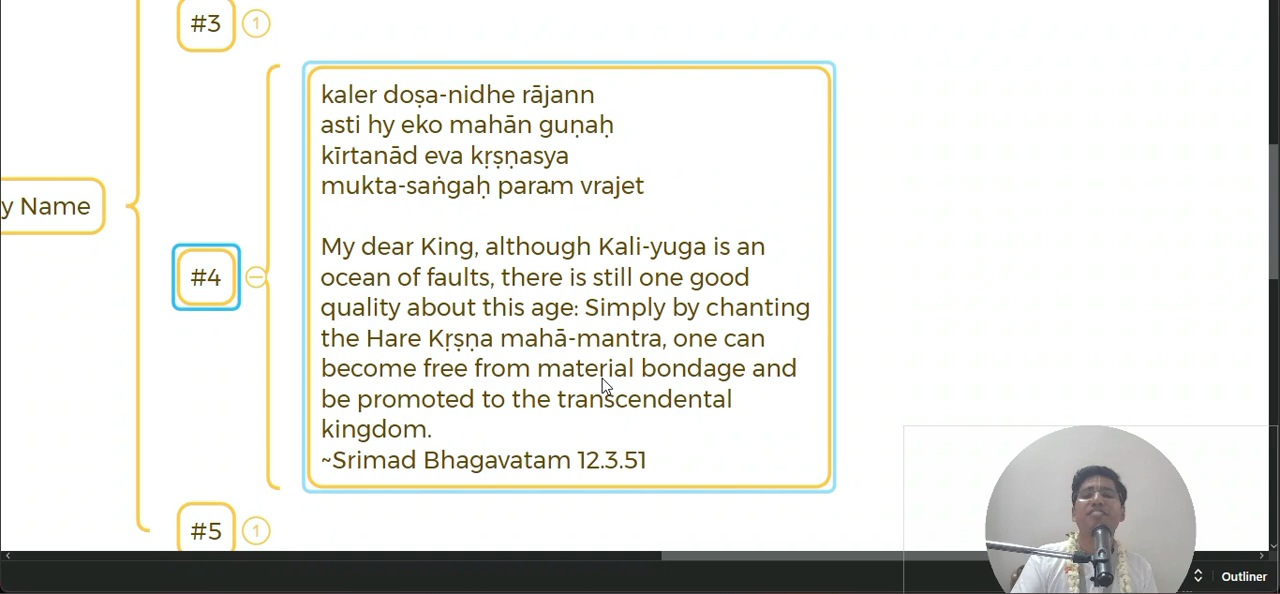 #3
1
kaler doṣa-nidhe rājann
asti hy eko mahān guṇaḥ
kīrtanād eva kṛṣṇasya
mukta-saṅgaḥ paraṁ vrajet
y Name
My dear King, although Kali-yuga is an
#4
ocean of faults, there is still one good
quality about this age: Simply by chanting
the Hare Kṛṣṇa mahā-mantra, one can
become free from material bondage and
be promoted to the transcendental
kingdom.
~Srimad Bhagavatam 12.3.51
#5
1
Outliner